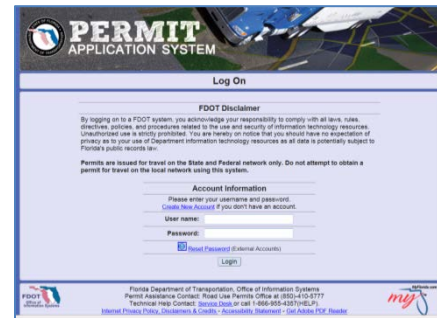 PERMIT
APPLICATION SYSTEM
Log On
FDOT Disclaimer
By logging on to a FDOT system, you acknowledge your responsibility to comply with all laws, rules,
directives, policies, and procedures related to the use and security of information technology resources.
Unauthorized use is strictly prohibited. You are hereby on notice that you should have no expectation of
privacy as to your use of Department information technology resources as all data is potentially subject to
Florida's public records law.
Permits are issued for travel on the State and Federal network only. Do not attempt to obtain a
permit for travel on the local network using this system.
Account Information
Please enter your username and password.
Create New Account if you don't have an account.
User name:
Password:
Reset Password (External Accounts)
Login
Florida Department of Transportation, Office of Information Systems
Permit Assistance Contact: Road Use Permits Office at (850)-410-5777
Technical Help Contact: Service Desk or call 1-866-955-4357(HELP).
Internet Privacy Policy, Disclaimers & Credits - Accessibility Statement - Get Adobe PDF Reader
FDOT
Office of
Information Systems
MyFlorida.com
my